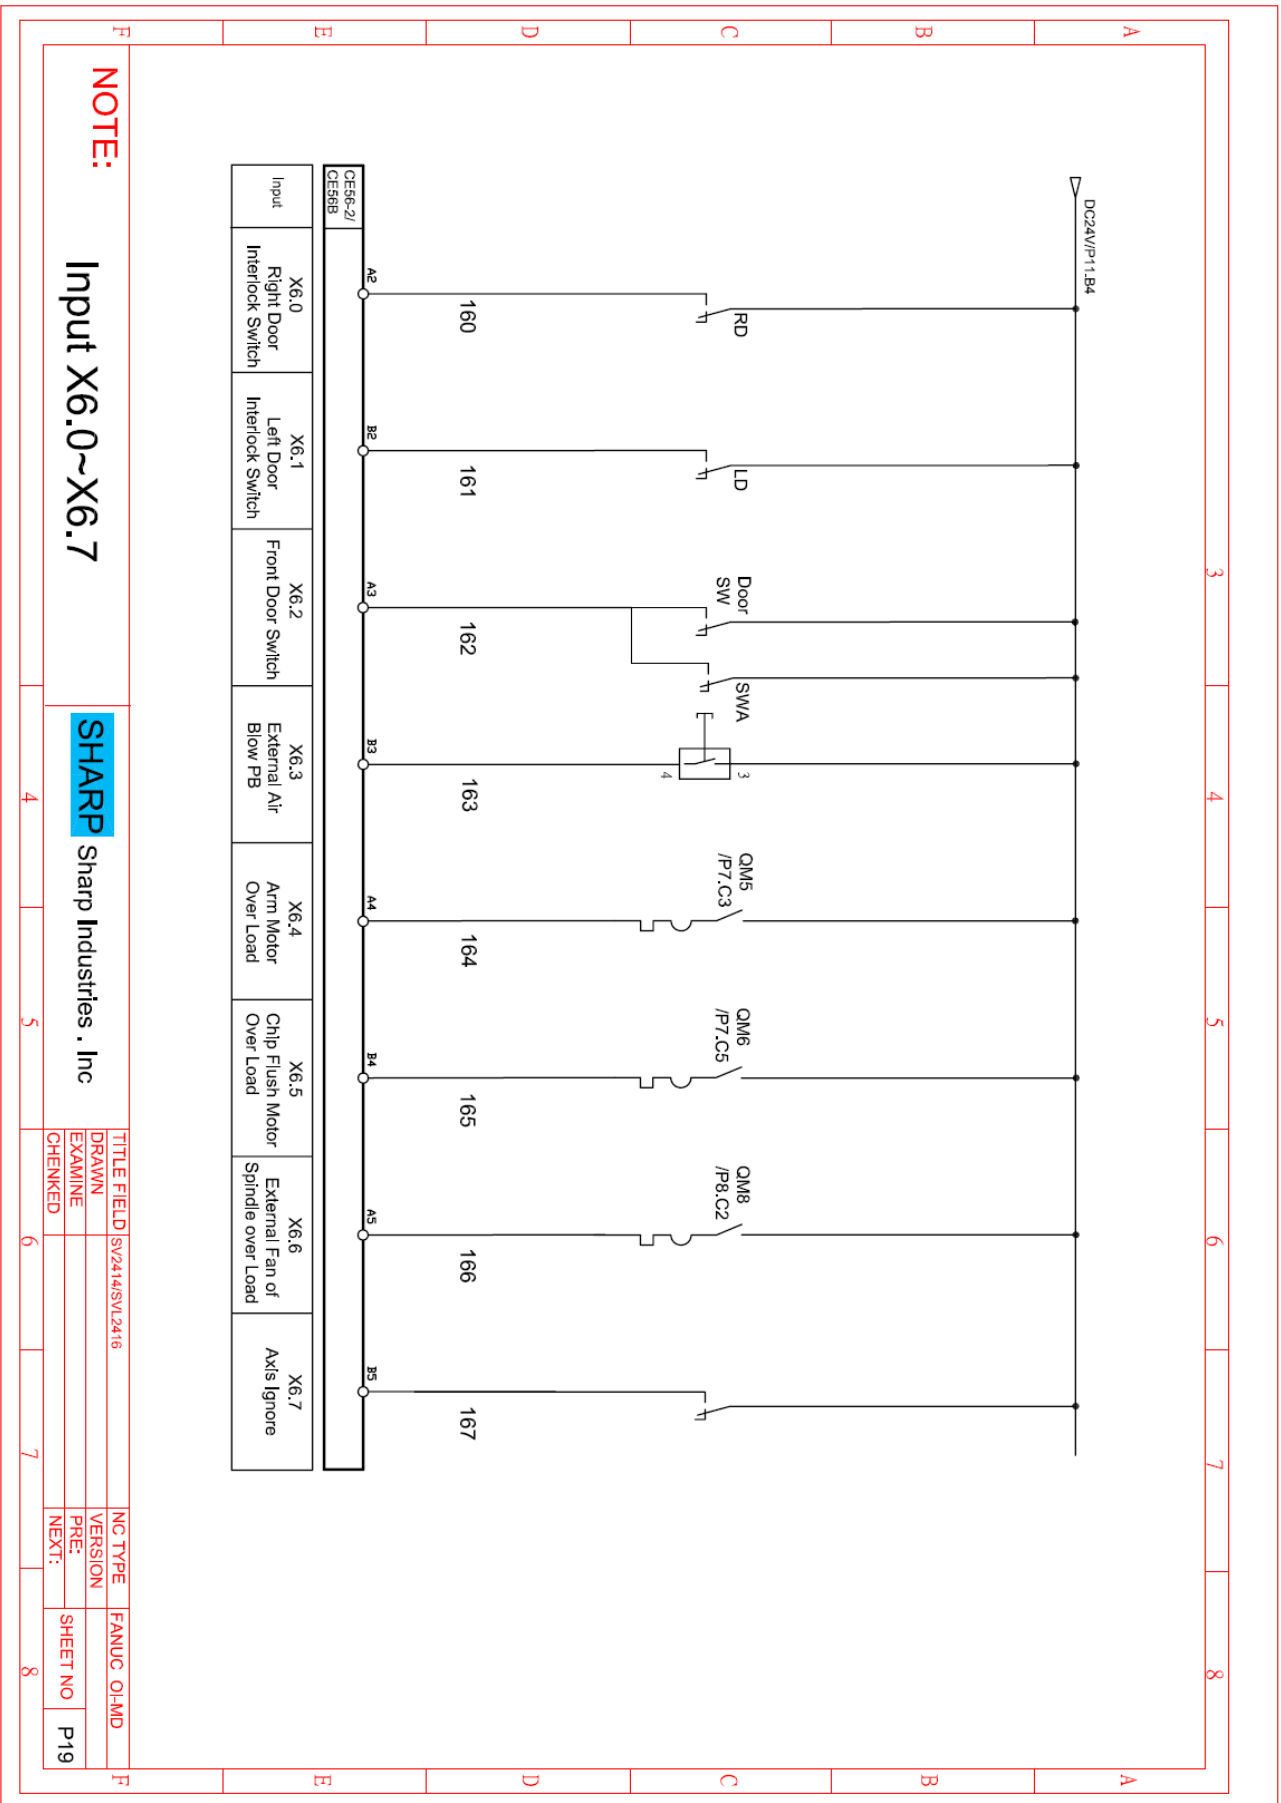 A
B
C
D
E
F
3
4
5
6
7
8
DC24V/P11.B4
RD
LD
Door
SW
SWA
3
4
QM5
/P7.C3
QM6
/P7.C5
QM8
/P8.C2
160
161
162
163
164
165
166
167
CE56-2/
CE56B
A2
B2
A3
B3
A4
B4
A5
B5
Input
X6.0
Right Door
Interlock Switch
X6.1
Left Door
Interlock Switch
X6.2
Front Door Switch
X6.3
External Air
Blow PB
X6.4
Arm Motor
Over Load
X6.5
Chip Flush Motor
Over Load
X6.6
External Fan of
Spindle over Load
X6.7
Axis Ignore
NOTE:
Input X6.0~X6.7
SHARP Sharp Industries . Inc
TITLE FIELD SV2414/SVL2416
DRAWN
EXAMINE
CHENKED
NC TYPE FANUC OI-MD
VERSION
PRE:
NEXT:
SHEET NO P19
4
5
6
7
8
A
B
C
D
E
F